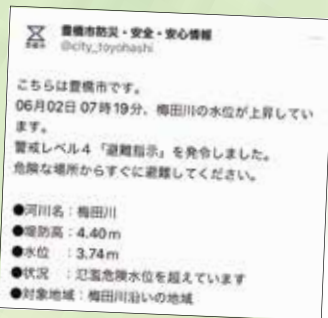 豊橋市防災・安全・安心情報
@city_toyohashi
こちらは豊橋市です。
06月02日 07時19分、梅田川の水位が上昇してい
ます。
警戒レベル4 「避難指示」を発令しました。
危険な場所からすぐに避難してください。
●河川名：梅田川
●堤防高：4.40m
●水位　：3.74m
●状況　：氾濫危険水位を超えています
●対象地域：梅田川沿いの地域